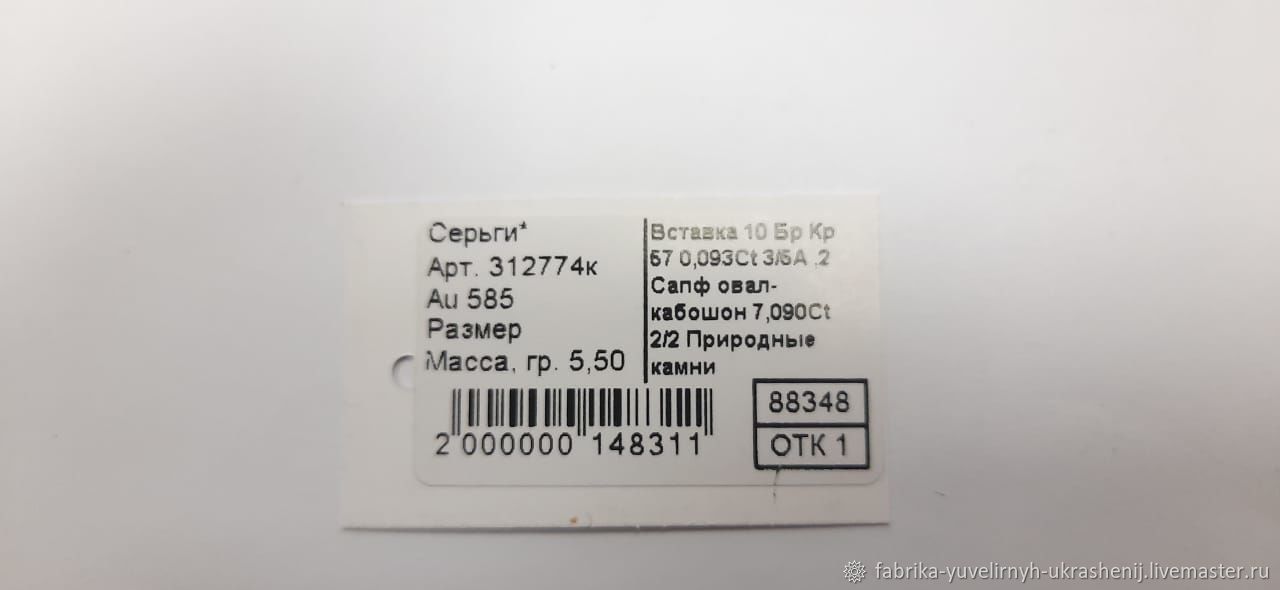 Серьги*
Арт. 312774к
Au 585
Размер
Масса, гр. 5,50
Вставка 10 Бр Кр
57 0,093Ct 3/5А ,2
Сапф овал-
кабошон 7,090Ct
2/2 Природные
камни
2 000000 148311
88348
ОТК 1
fabrika-yuvelirnyh-ukrashenij.livemaster.ru